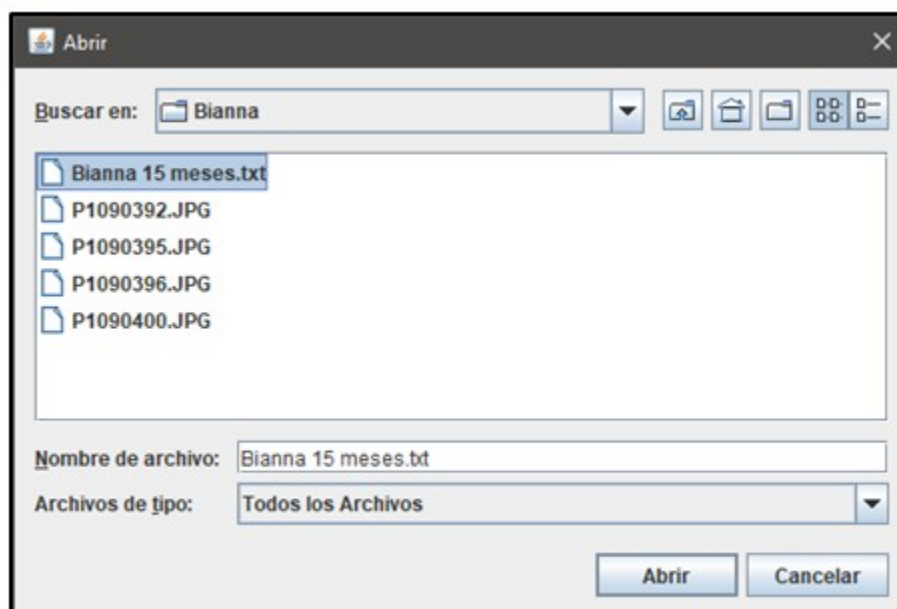 Abrir
Buscar en: Bianna
Bianna 15 meses.txt
P1090392.JPG
P1090395.JPG
P1090396.JPG
P1090400.JPG
Nombre de archivo: Bianna 15 meses.txt
Archivos de tipo: Todos los Archivos
Abrir Cancelar